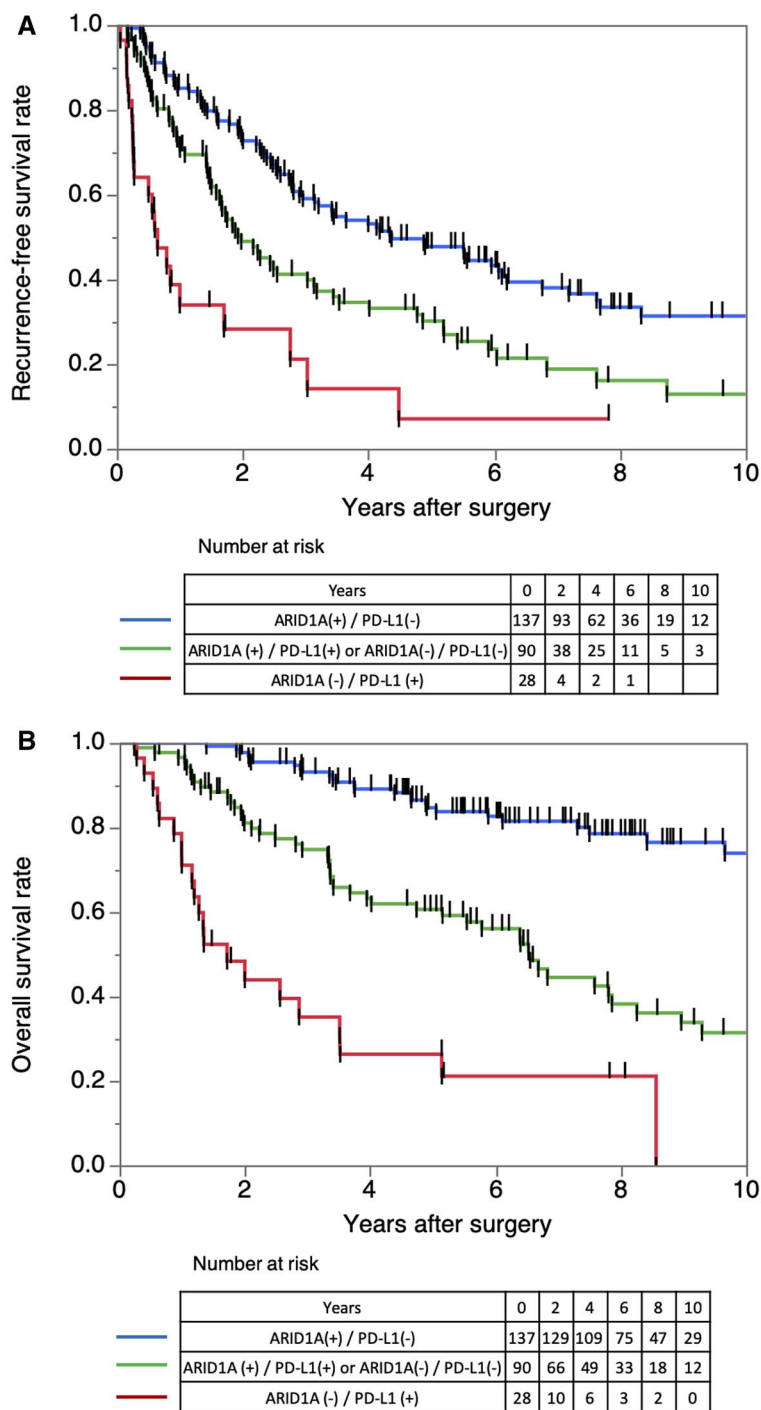 A
Recurrence-free survival rate
1.0
0.8
0.6
0.4
0.2
0.0
0 2 4 6 8 10
Years after surgery
Number at risk
Years 0 2 4 6 8 10
ARID1A(+) / PD-L1(-) 137 93 62 36 19 12
ARID1A (+) / PD-L1(+) or ARID1A(-) / PD-L1(-) 90 38 25 11 5 3
ARID1A (-) / PD-L1 (+) 28 4 2 1
B
Overall survival rate
1.0
0.8
0.6
0.4
0.2
0.0
0 2 4 6 8 10
Years after surgery
Number at risk
Years 0 2 4 6 8 10
ARID1A(+) / PD-L1(-) 137 129 109 75 47 29
ARID1A (+) / PD-L1(+) or ARID1A(-) / PD-L1(-) 90 66 49 33 18 12
ARID1A (-) / PD-L1 (+) 28 10 6 3 2 0